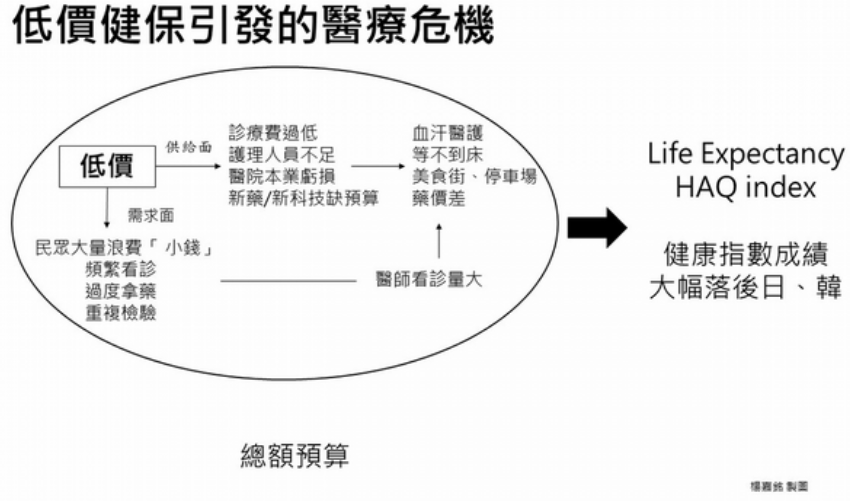 低價健保引發的醫療危機
低價
供給面
診療費過低
護理人員不足
醫院本業虧損
新藥/新科技缺預算
血汗醫護
等不到床
美食街、停車場
藥價差
需求面
民眾大量浪費「小錢」
頻繁看診
過度拿藥
重複檢驗
醫師看診量大
Life Expectancy
HAQ index
健康指數成績
大幅落後日、韓
總額預算
楊嘉銘 製圖